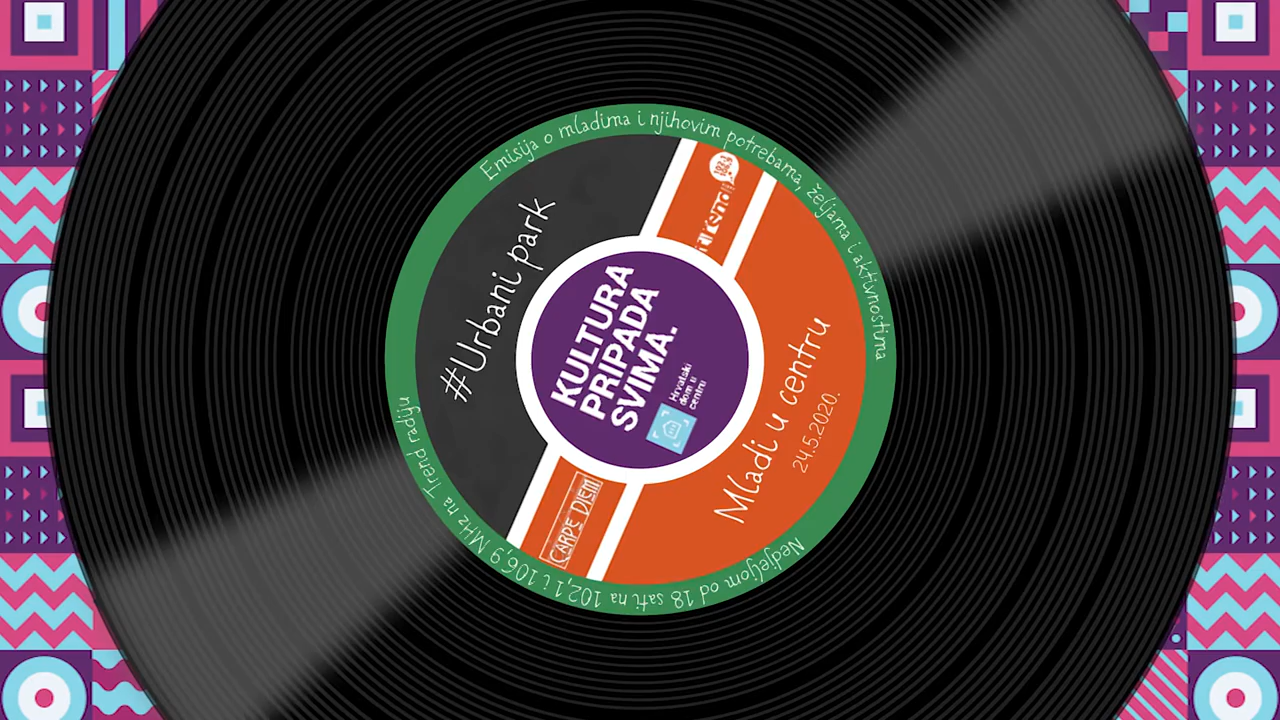 Emisija o mladima i njihovim potrebama, željama i aktivnostima
#Urbani park
KULTURA
PRIPADA
SVIMA.
Hrvatski
dom u
centru
Mladi u centru
24.5.2020.
CARPE DIEM
Nedjeljom od 18 sati na 102,1 i 106,9 MHz na Trend radiju